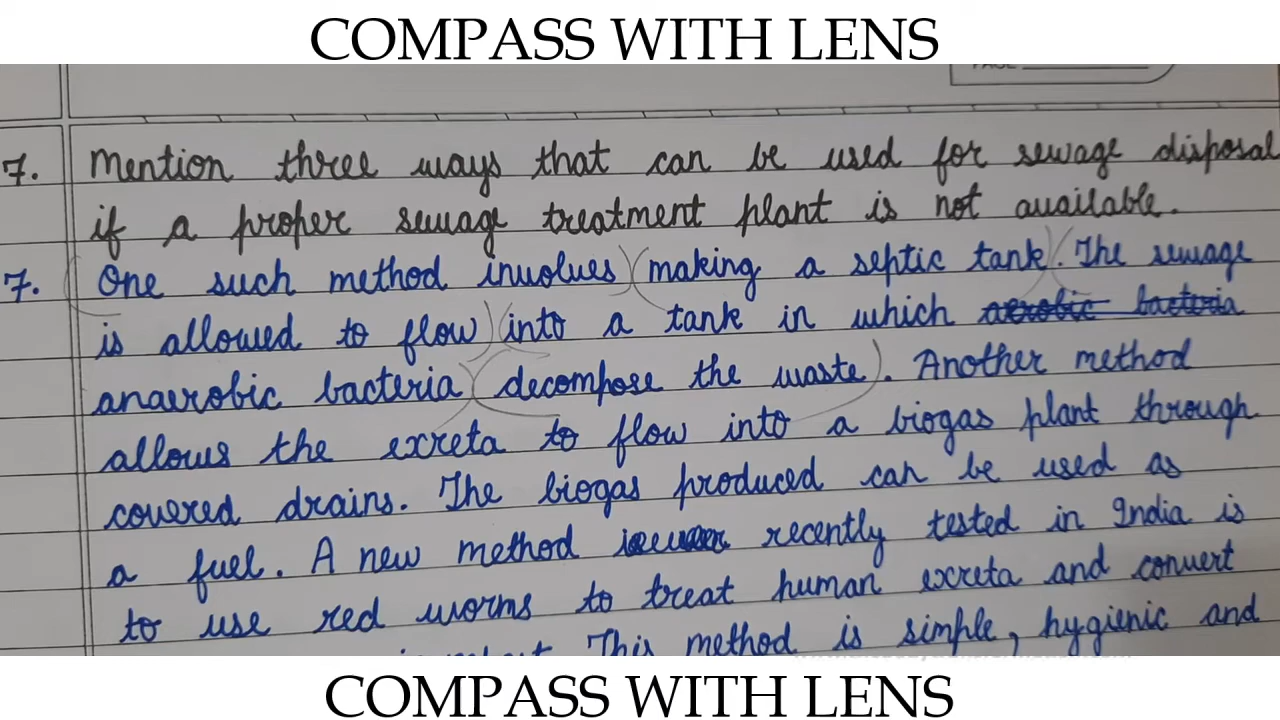 COMPASS WITH LENS
7. Mention three ways that can be used for sewage disposal
if a proper sewage treatment plant is not available.
7. One such method involves making a septic tank. The sewage
is allowed to flow into a tank in which aerobic bacteria
anaerobic bacteria decompose the waste. Another method
allows the excreta to flow into a biogas plant through
covered drains. The biogas produced can be used as
a fuel. A new method recently tested in India is
to use red worms to treat human excreta and convert
This method is simple, hygienic and
COMPASS WITH LENS